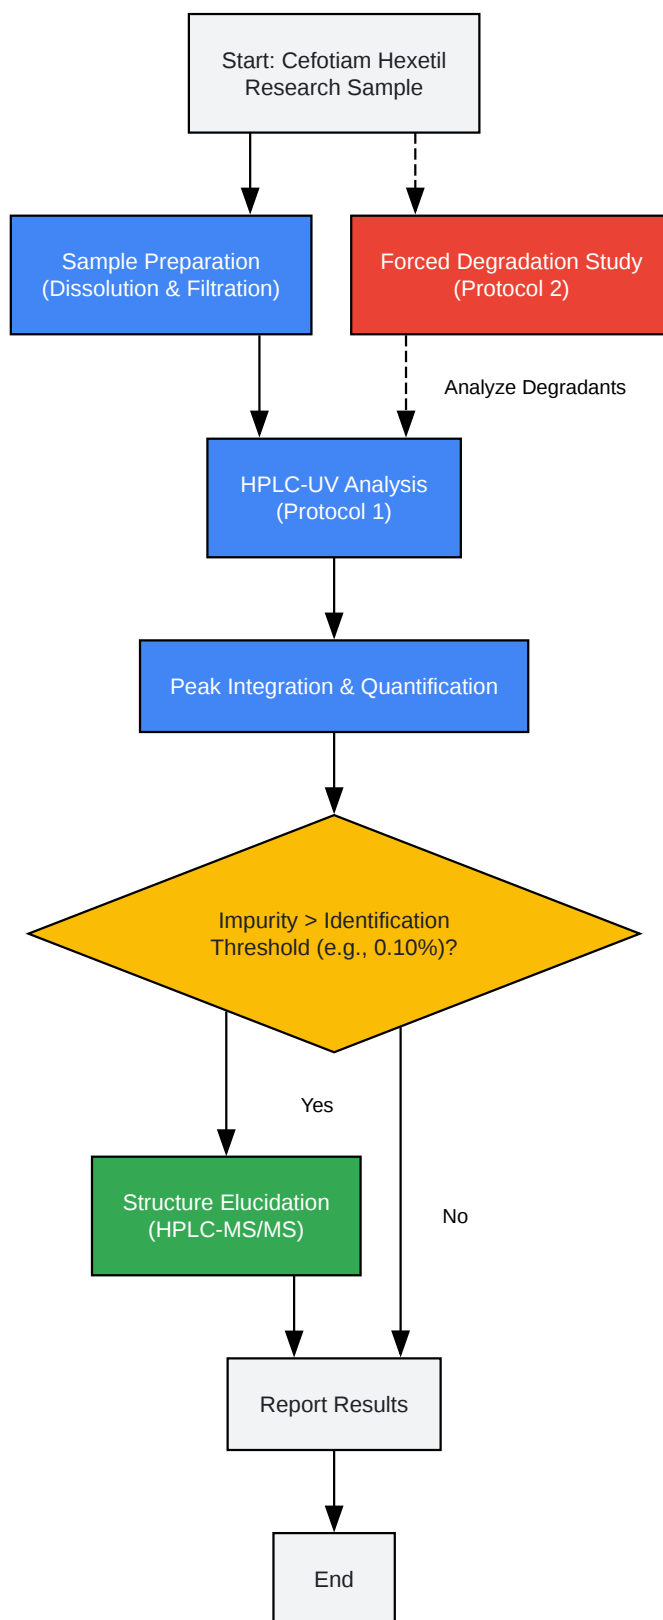 Start: Cefotiam Hexetil
Research Sample
Sample Preparation
(Dissolution & Filtration)
Forced Degradation Study
(Protocol 2)
Analyze Degradants
HPLC-UV Analysis
(Protocol 1)
Peak Integration & Quantification
Impurity > Identification
Threshold (e.g., 0.10%)?
Yes
Structure Elucidation
(HPLC-MS/MS)
No
Report Results
End